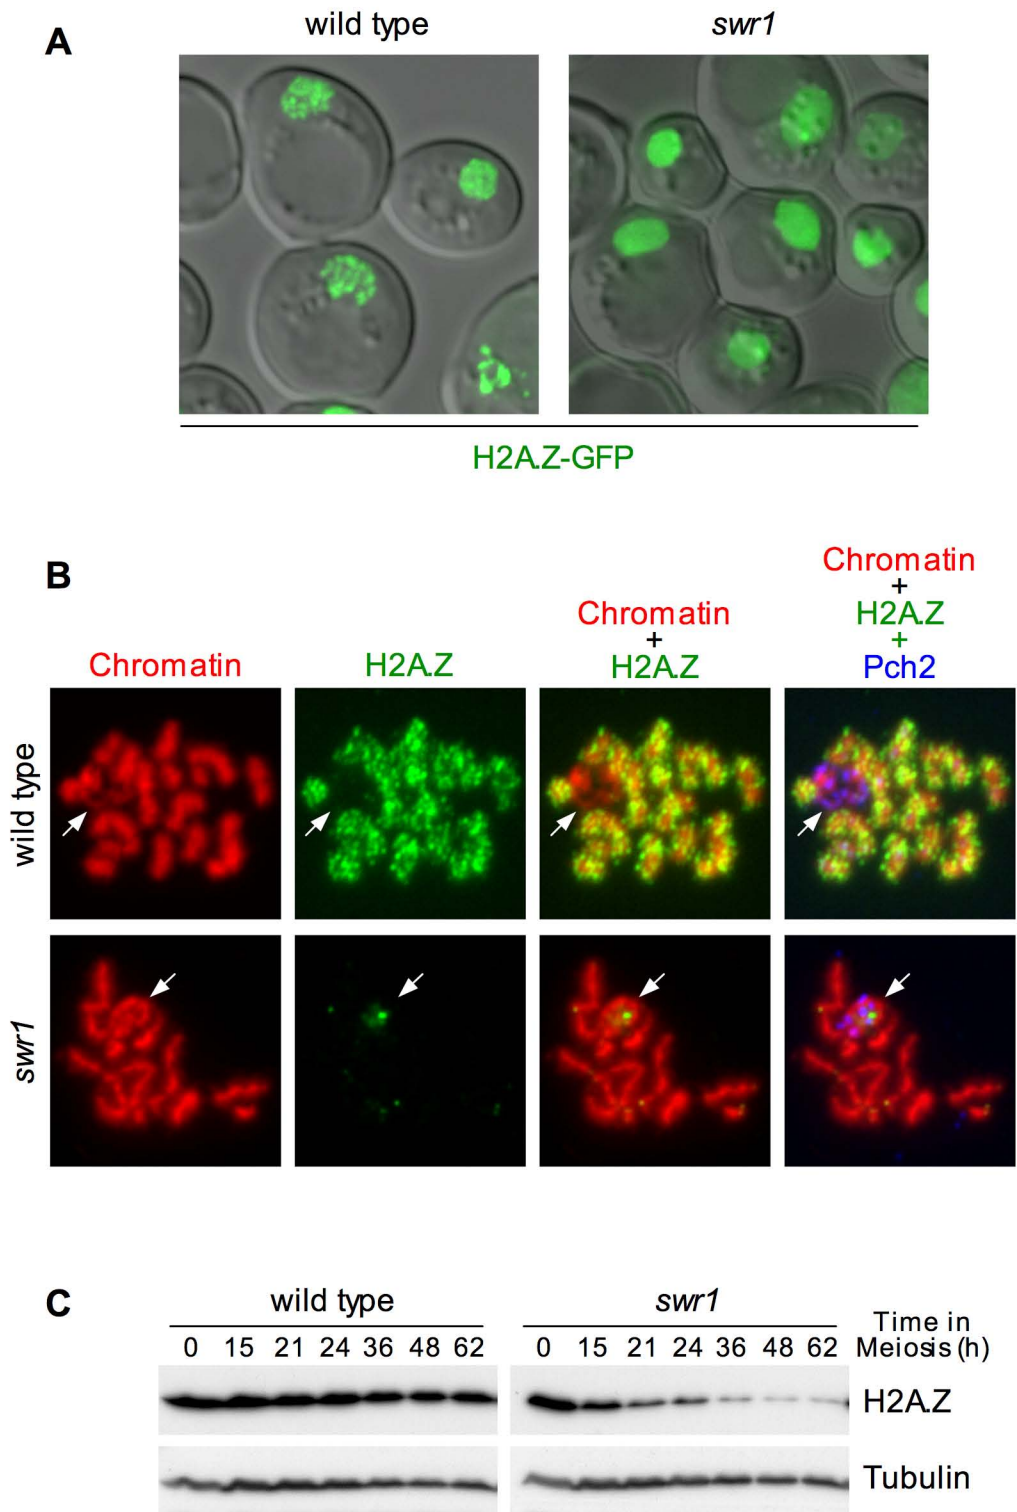 A
wild type
swr1
H2A.Z-GFP
B
Chromatin
H2A.Z
Chromatin
+
H2A.Z
Chromatin
+
H2A.Z
+
Pch2
wild type
swr1
C
wild type
swr1
Time in
Meiosis (h)
0 15 21 24 36 48 62
0 15 21 24 36 48 62
H2A.Z
Tubulin